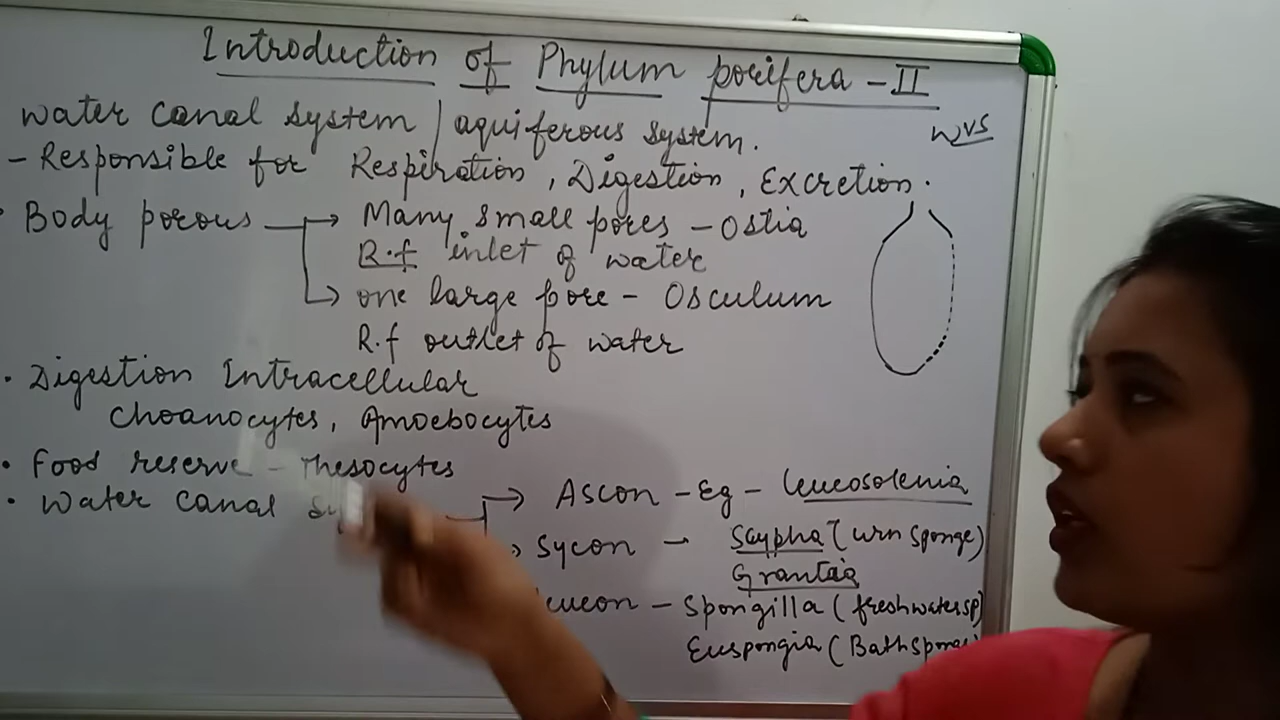 Introduction of Phylum porifera - II
water canal system / aquiferous system.
WVS
- Responsible for Respiration, Digestion, Excretion.
• Body porous → Many small pores - Ostia
R.f inlet of water
→ one large pore - Osculum
R.f outlet of water
• Digestion Intracellular
Choanocytes, Amoebocytes
• Food reserve - Thesocytes
• Water canal → Ascon - Eg - Leucosolenia
→ Sycon - Scypha (urn sponge)
Grantia
- Spongilla (freshwater sp)
Euspongia (Bath